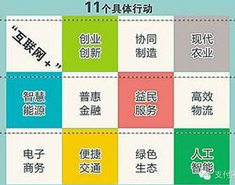 11个具体行动
“互联网+”
创业
创新
协同
制造
现代
农业
智慧
能源
普惠
金融
益民
服务
高效
物流
电子
商务
便捷
交通
绿色
生态
人工
智能
支付